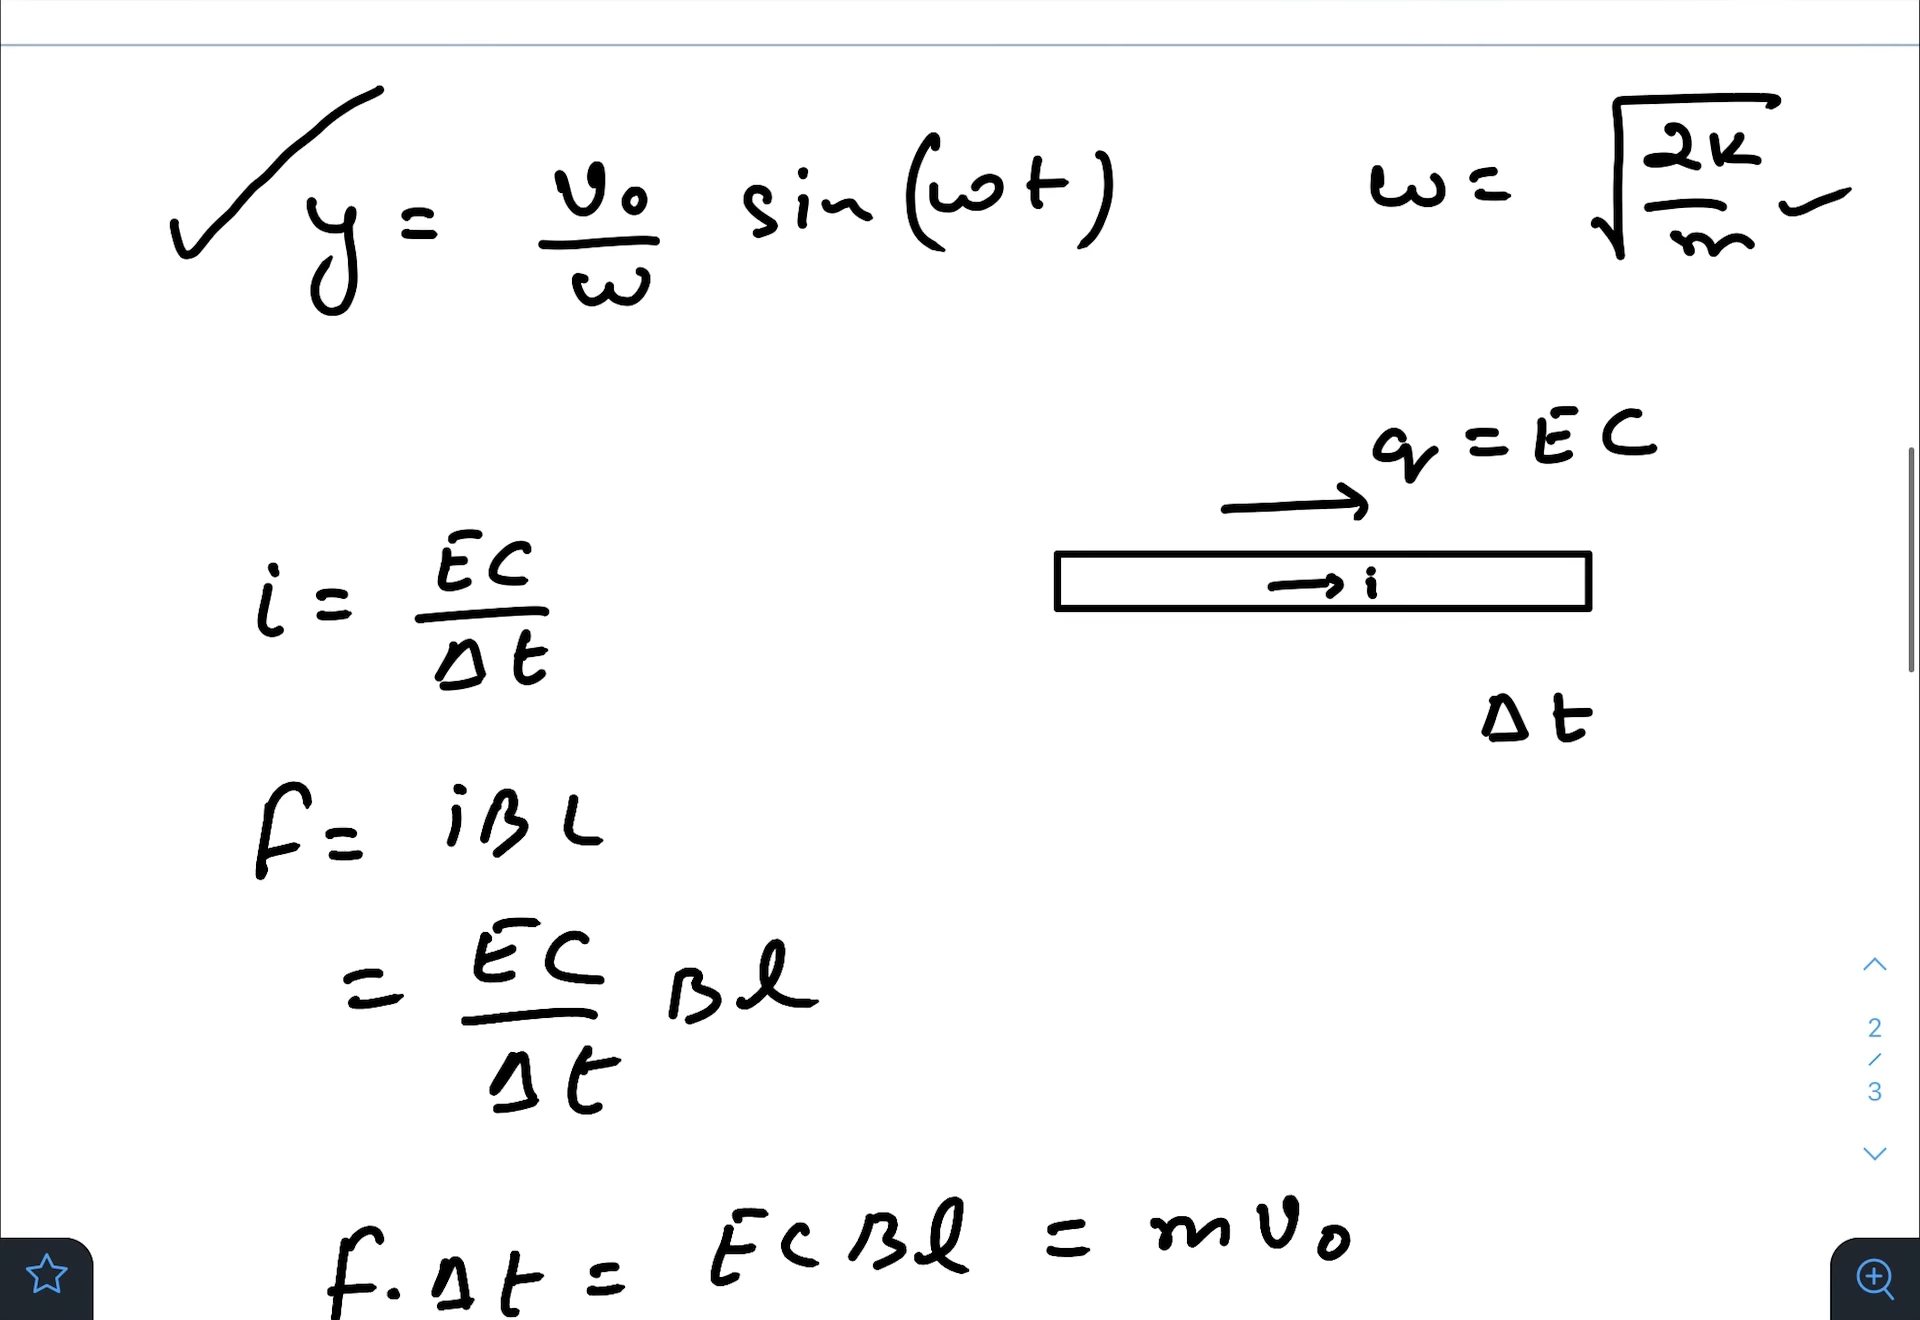 y = v₀/ω sin(ωt) ω = √(2k/m)
q = EC
i = EC/Δt
→ i
Δt
F = iBL
= EC/Δt Bl
F.Δt = ECBl = mv₀
2
/
3